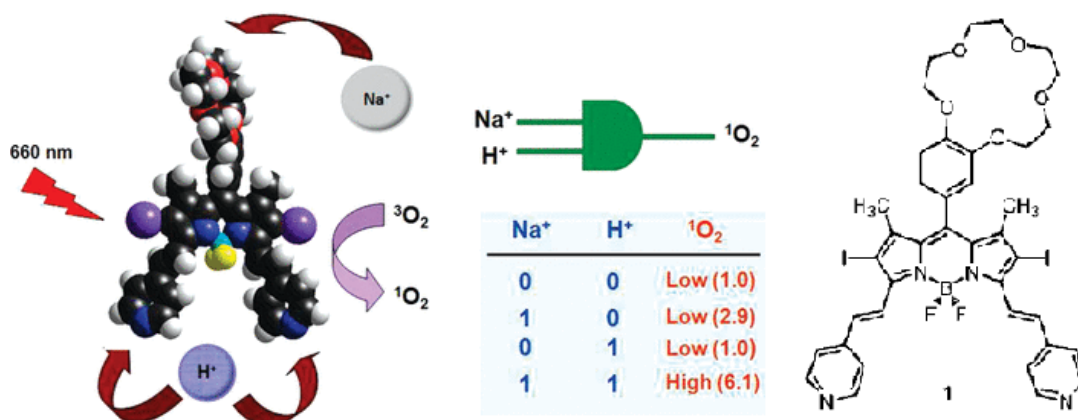 Na⁺
660 nm
³O₂
¹O₂
H⁺
Na⁺
H⁺
¹O₂
Na⁺ H⁺ ¹O₂
0 0 Low (1.0)
1 0 Low (2.9)
0 1 Low (1.0)
1 1 High (6.1)
O O
O O
O
CH₃ CH₃
I I
N N
B
F F
N N
1